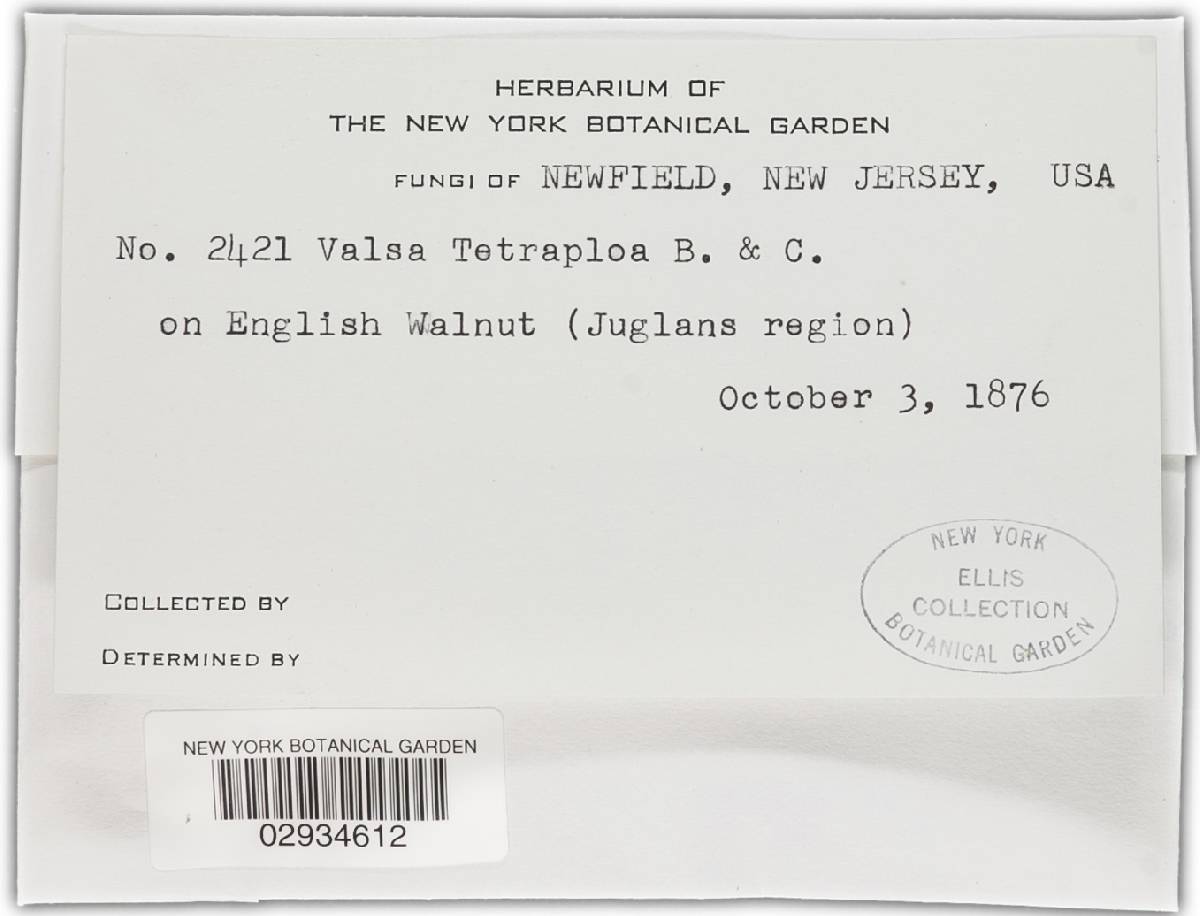 HERBARIUM OF
THE NEW YORK BOTANICAL GARDEN
FUNGI OF NEWFIELD, NEW JERSEY, USA
No. 2421 Valsa Tetraploa B. & C.
on English Walnut (Juglans region)
October 3, 1876
NEW YORK
ELLIS
COLLECTION
BOTANICAL GARDEN
COLLECTED BY
DETERMINED BY
NEW YORK BOTANICAL GARDEN
02934612